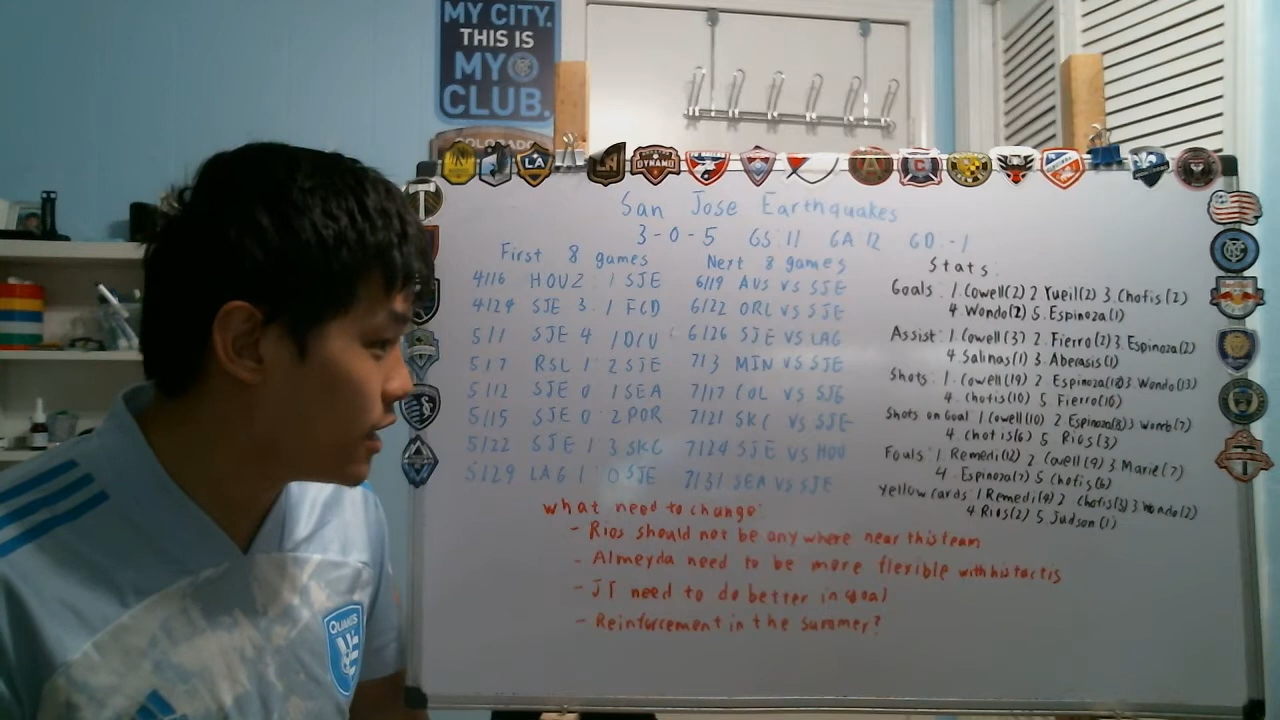 MY CITY.
THIS IS
MY
CLUB.
COLORADO
LA
DYNAMO
San Jose Earthquakes
3-0-5 GS 11 GA 12 GD -1
First 8 games
4/16 HOU 2 : 1 SJE
4/24 SJE 3 : 1 FCD
5/1 SJE 4 : 1 DCU
5/7 RSL 1 : 2 SJE
5/12 SJE 0 : 1 SEA
5/15 SJE 0 : 2 POR
5/22 SJE 1 : 3 SKC
5/29 LAG 1 : 0 SJE
Next 8 games
6/19 AUS VS SJE
6/22 ORL VS SJE
6/26 SJE VS LAG
7/3 MIN VS SJE
7/17 COL VS SJE
7/21 SKC VS SJE
7/24 SJE VS HOU
7/31 SEA VS SJE
Stats:
Goals: 1. Cowell(2) 2. Yueil(2) 3. Chofis(2)
4 Wondo(2) 5. Espinoza(1)
Assist: 1. Cowell(3) 2. Fierro(2) 3 Espinoza(2)
4 Salinas(1) 3. Aberasis(1)
Shots: 1. Cowell(19) 2 Espinoza(18) 3 Wondo(13)
4. Chofis(10) 5 Fierro(10)
Shots on Goal 1 Cowell(10) 2 Espinoza(8) 3 Wondo(7)
4. Chofis(6) 5 Rios(3)
Fouls: 1. Remedi(12) 2. Cowell(9) 3. Marie(7)
4. Espinoza(7) 5 Chofis(6)
Yellow cards: 1 Remedi(4) 2 Chofis(3) 3 Wondo(2)
4 Rios(2) 5 Judson(1)
What need to change:
- Rios should not be any where near this team
- Almeyda need to be more flexible with his tactis
- JT need to do better in goal
- Reinforcement in the summer?
QUAKES